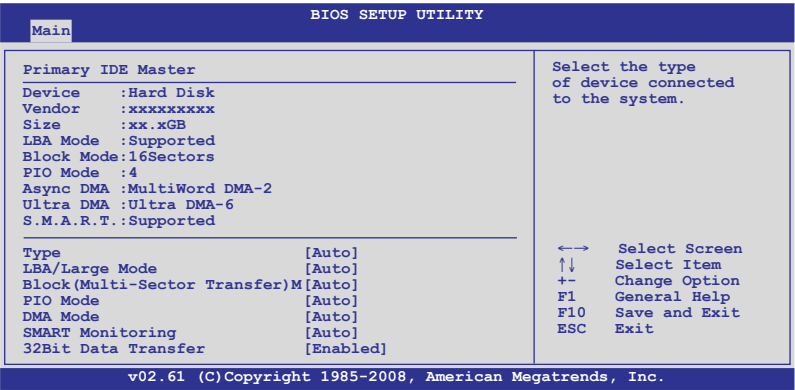 BIOS SETUP UTILITY
Main
Primary IDE Master
Device :Hard Disk
Vendor :xxxxxxxxx
Size :xx.xGB
LBA Mode :Supported
Block Mode:16Sectors
PIO Mode :4
Async DMA :MultiWord DMA-2
Ultra DMA :Ultra DMA-6
S.M.A.R.T.:Supported
Type [Auto]
LBA/Large Mode [Auto]
Block(Multi-Sector Transfer)M[Auto]
PIO Mode [Auto]
DMA Mode [Auto]
SMART Monitoring [Auto]
32Bit Data Transfer [Enabled]
Select the type
of device connected
to the system.
←→ Select Screen
↑↓ Select Item
+- Change Option
F1 General Help
F10 Save and Exit
ESC Exit
v02.61 (C)Copyright 1985-2008, American Megatrends, Inc.